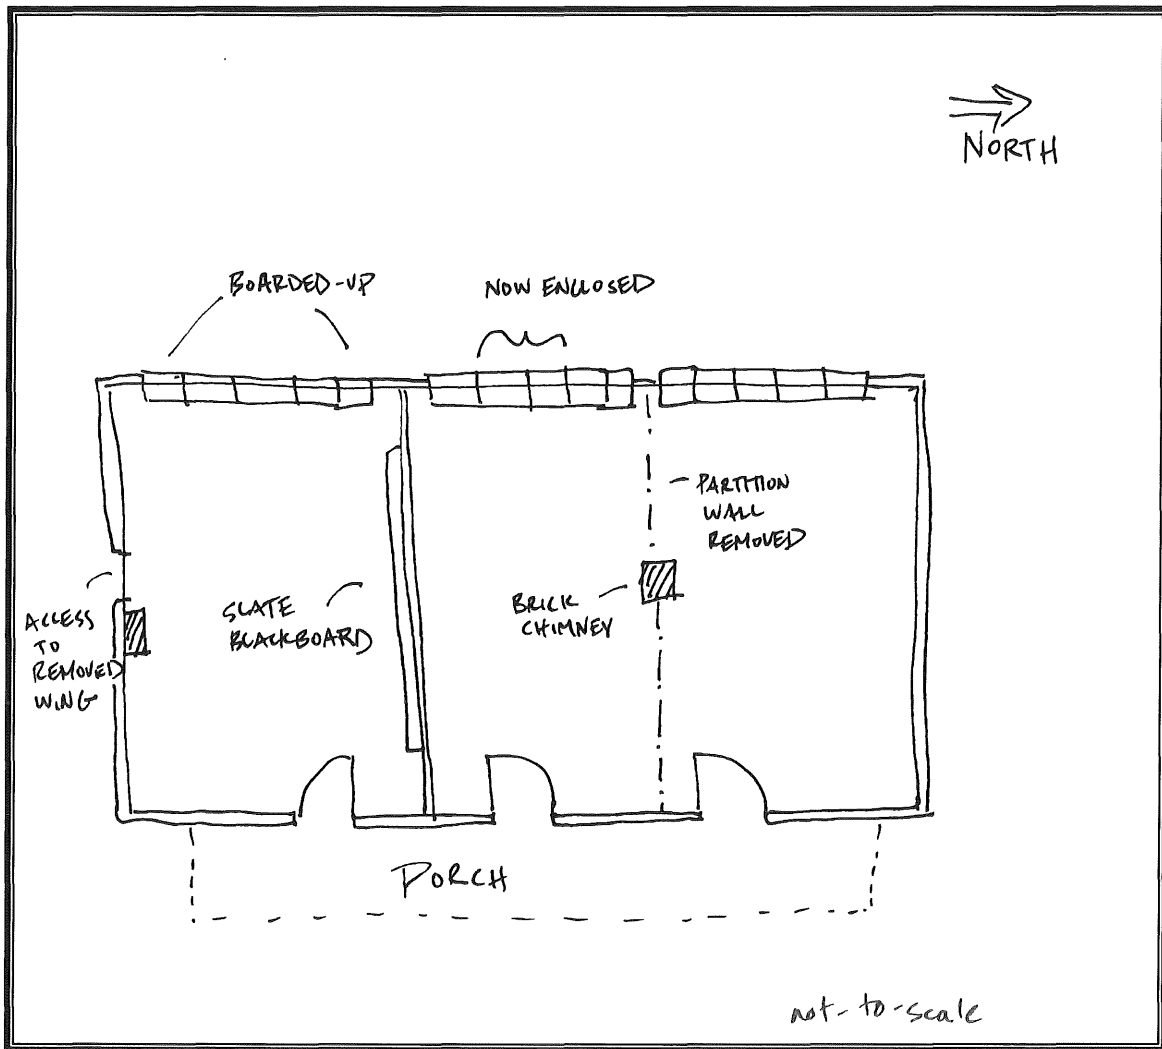 NORTH
BOARDED-UP
NOW ENCLOSED
PARTITION
WALL
REMOVED
BRICK
CHIMNEY
SLATE
BLACKBOARD
ACCESS
TO
REMOVED
WING
PORCH
not-to-scale